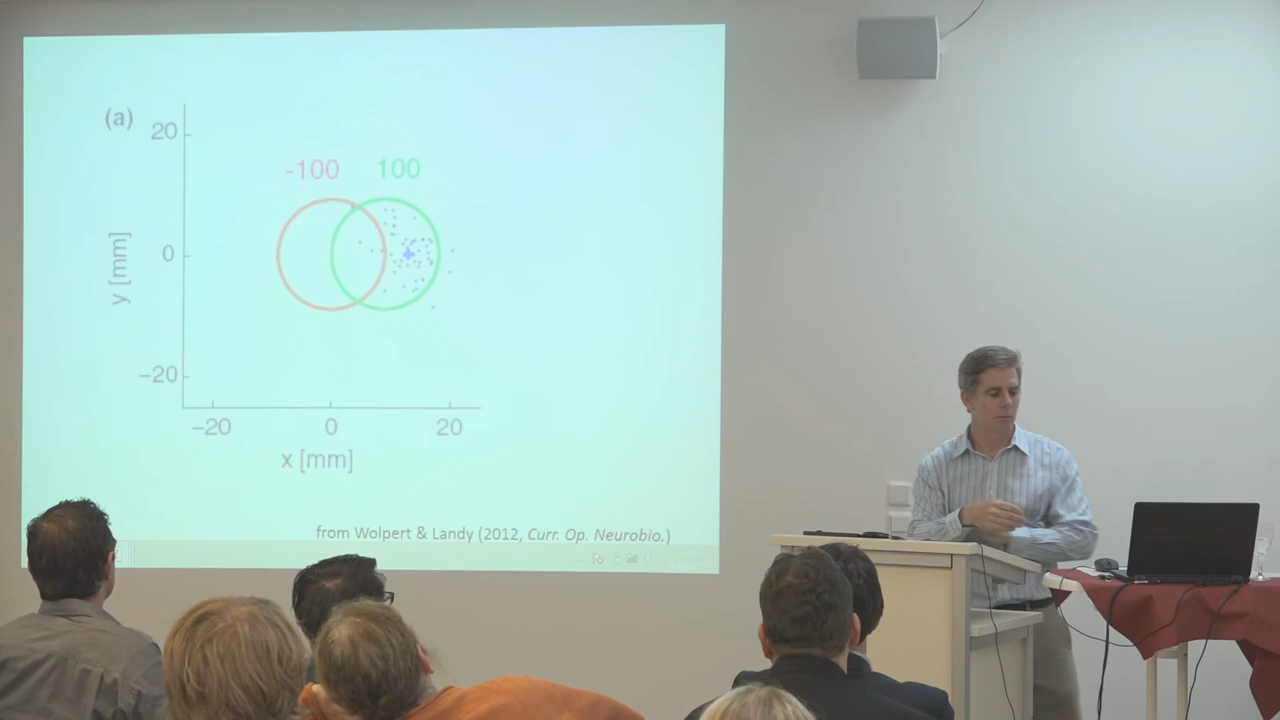 (a)
20
-100 100
0
y [mm]
−20
−20 0 20
x [mm]
from Wolpert & Landy (2012, Curr. Op. Neurobio.)